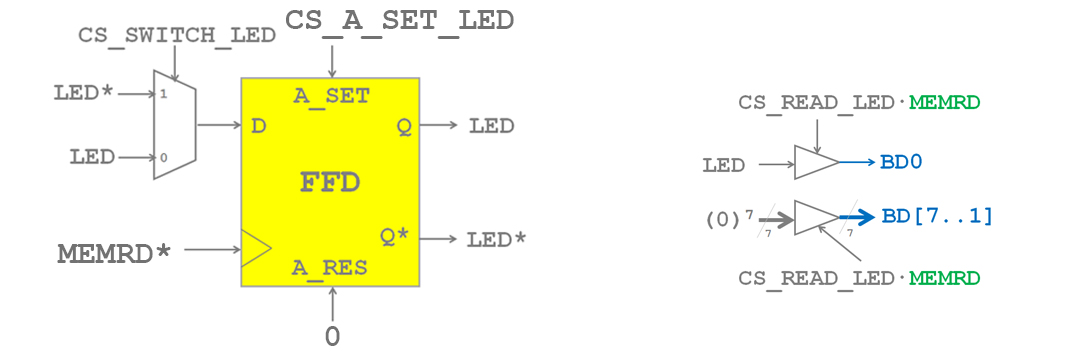 CS_A_SET_LED
CS_SWITCH_LED
LED*
1
LED
0
A_SET
D
Q
LED
FFD
MEMRD*
Q*
LED*
A_RES
0
CS_READ_LED·MEMRD
LED
BD0
(0)⁷
7
7
BD[7..1]
CS_READ_LED·MEMRD